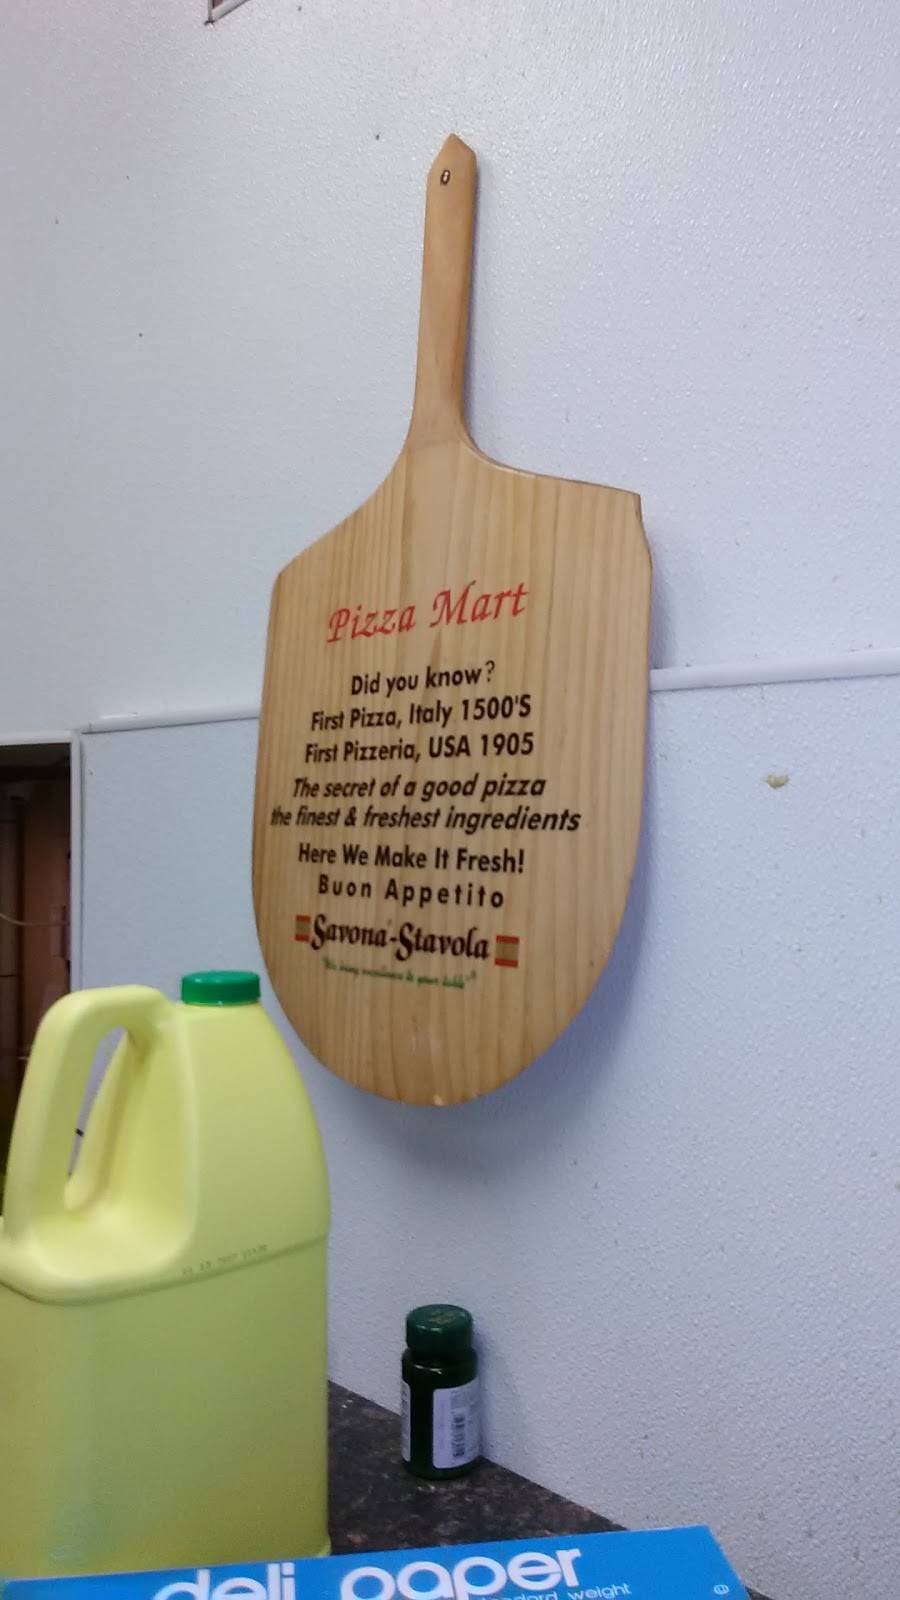 Pizza Mart
Did you know?
First Pizza, Italy 1500'S
First Pizzeria, USA 1905
The secret of a good pizza
the finest & freshest ingredients
Here We Make It Fresh!
Buon Appetito
Savona-Stavola
deli paper
standard weight